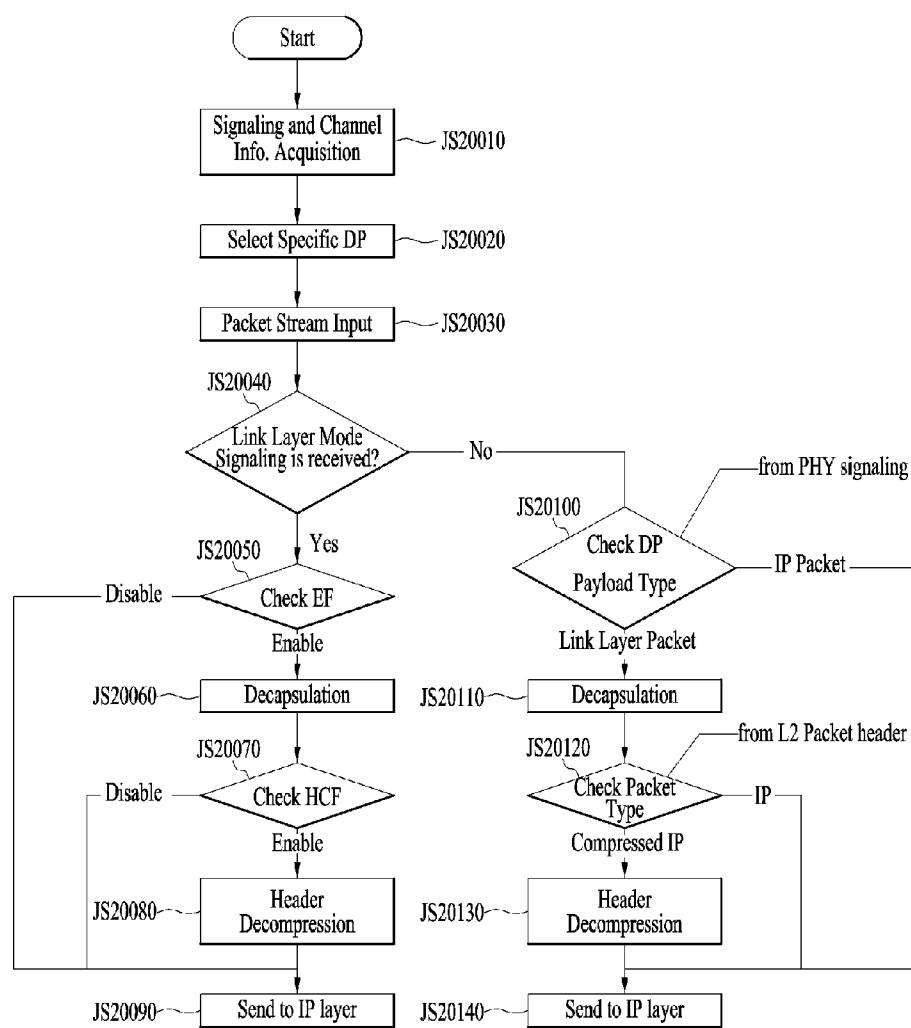 Start
Signaling and Channel
Info. Acquisition
JS20010
Select Specific DP
JS20020
Packet Stream Input
JS20030
JS20040
Link Layer Mode
Signaling is received?
No
from PHY signaling
JS20100
Check DP
Payload Type
IP Packet
Yes
JS20050
Disable
Check EF
Enable
Link Layer Packet
JS20060
Decapsulation
JS20110
Decapsulation
JS20070
from L2 Packet header
JS20120
Disable
Check HCF
Check Packet
Type
IP
Enable
Compressed IP
JS20080
Header
Decompression
JS20130
Header
Decompression
JS20090
Send to IP layer
JS20140
Send to IP layer